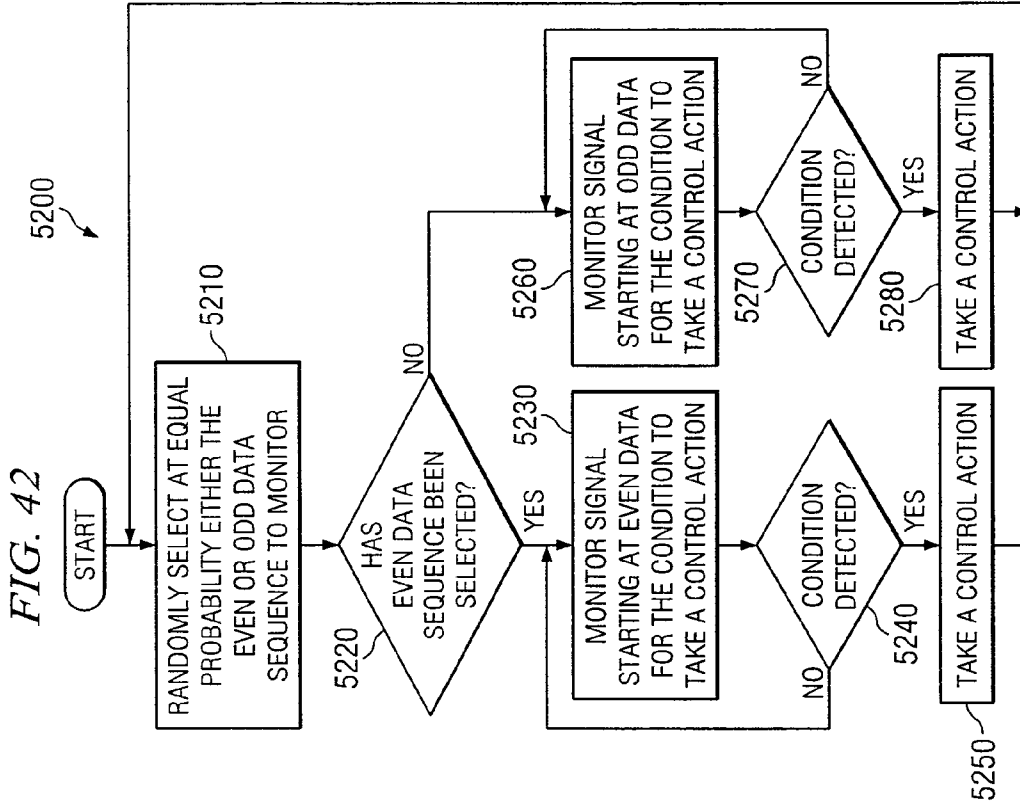 FIG. 42
5200
START
RANDOMLY SELECT AT EQUAL
PROBABILITY EITHER THE
EVEN OR ODD DATA
SEQUENCE TO MONITOR
5210
HAS
EVEN DATA
SEQUENCE BEEN
SELECTED?
5220
NO
YES
MONITOR SIGNAL
STARTING AT EVEN DATA
FOR THE CONDITION TO
TAKE A CONTROL ACTION
5230
CONDITION
DETECTED?
5240
NO
YES
TAKE A CONTROL ACTION
5250
MONITOR SIGNAL
STARTING AT ODD DATA
FOR THE CONDITION TO
TAKE A CONTROL ACTION
5260
CONDITION
DETECTED?
5270
NO
YES
TAKE A CONTROL ACTION
5280